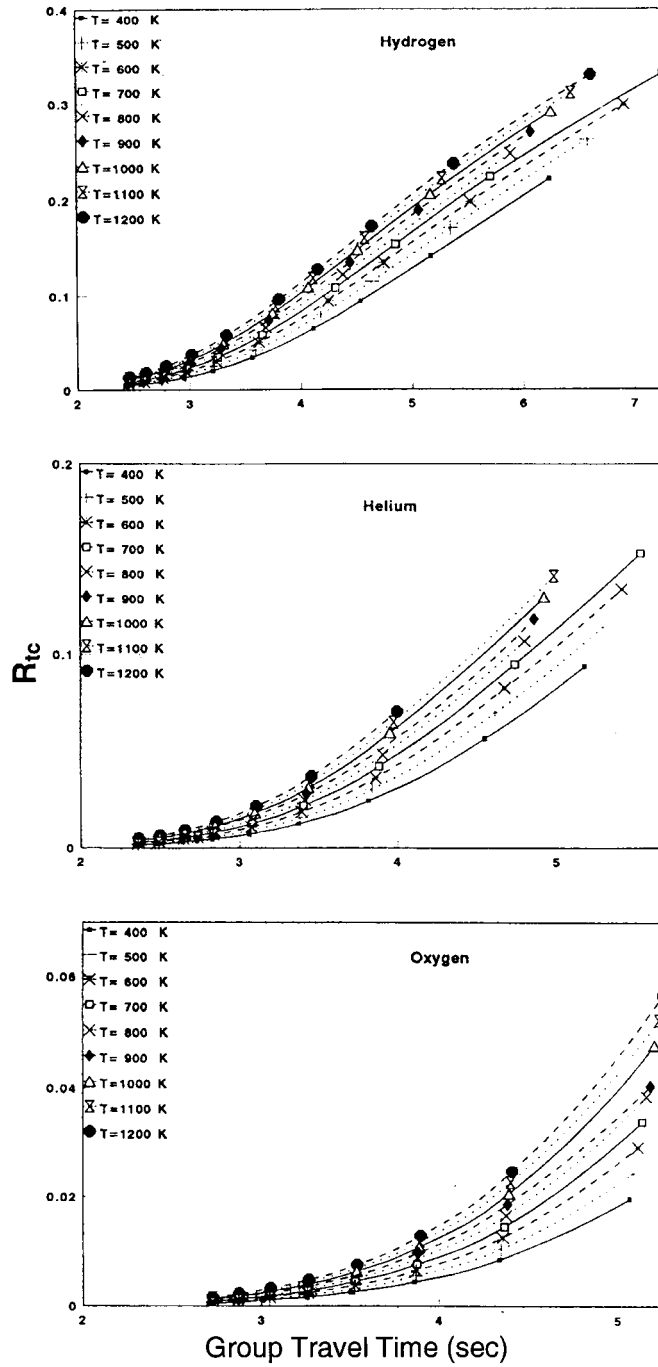 0.4
Hydrogen
T= 400 K
T= 500 K
T= 600 K
T= 700 K
T= 800 K
T= 900 K
T=1000 K
T=1100 K
T=1200 K
0.3
0.2
0.1
0
2 3 4 5 6 7
0.2
Helium
T= 400 K
T= 500 K
T= 600 K
T= 700 K
T= 800 K
T= 900 K
T=1000 K
T=1100 K
T=1200 K
0.1
Rtc
0
2 3 4 5
Oxygen
T= 400 K
T= 500 K
T= 600 K
T= 700 K
T= 800 K
T= 900 K
T=1000 K
T=1100 K
T=1200 K
0.06
0.04
0.02
0
2 3 4 5
Group Travel Time (sec)